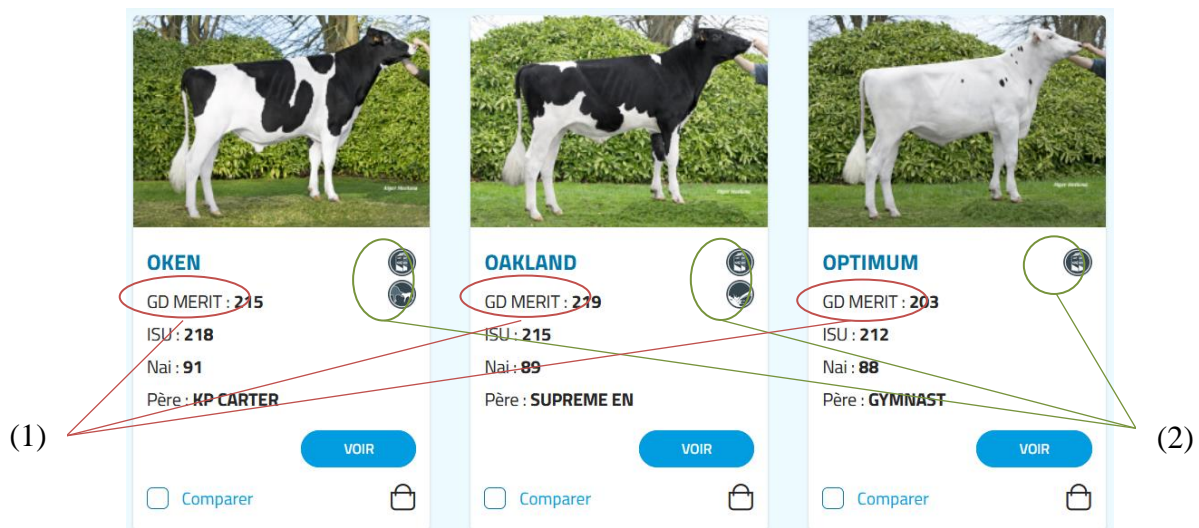 OKEN
GD MERIT : 215
ISU : 218
Nai : 91
Père : KP CARTER
VOIR
Comparer
OAKLAND
GD MERIT : 219
ISU : 215
Nai : 89
Père : SUPREME EN
VOIR
Comparer
OPTIMUM
GD MERIT : 203
ISU : 212
Nai : 88
Père : GYMNAST
VOIR
Comparer
(1)
(2)